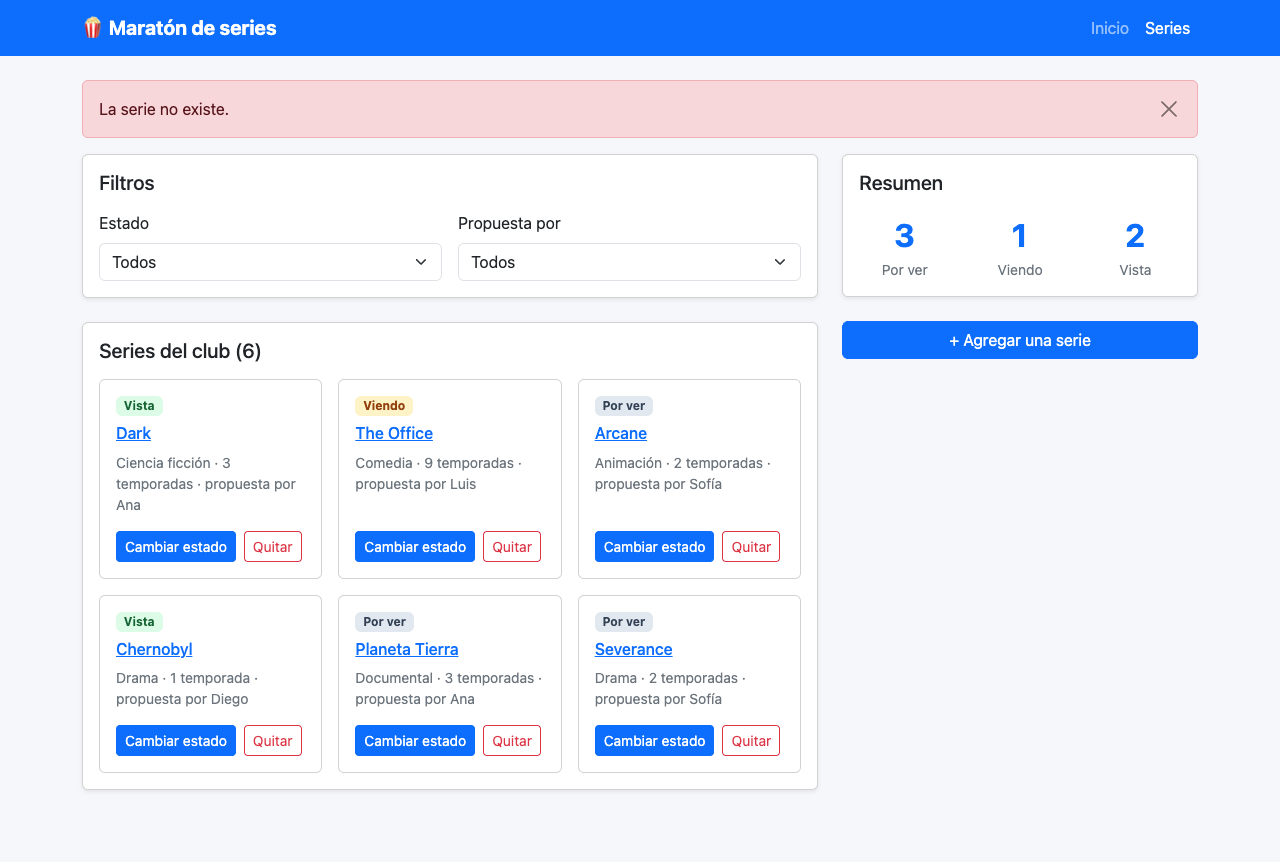 🍿 Maratón de series
Inicio
Series
La serie no existe.
Filtros
Estado
Propuesta por
Todos
Todos
Resumen
3
1
2
Por ver
Viendo
Vista
+ Agregar una serie
Series del club (6)
Vista
Dark
Ciencia ficción · 3
temporadas · propuesta por
Ana
Cambiar estado
Quitar
Viendo
The Office
Comedia · 9 temporadas ·
propuesta por Luis
Cambiar estado
Quitar
Por ver
Arcane
Animación · 2 temporadas ·
propuesta por Sofía
Cambiar estado
Quitar
Vista
Chernobyl
Drama · 1 temporada ·
propuesta por Diego
Cambiar estado
Quitar
Por ver
Planeta Tierra
Documental · 3 temporadas ·
propuesta por Ana
Cambiar estado
Quitar
Por ver
Severance
Drama · 2 temporadas ·
propuesta por Sofía
Cambiar estado
Quitar